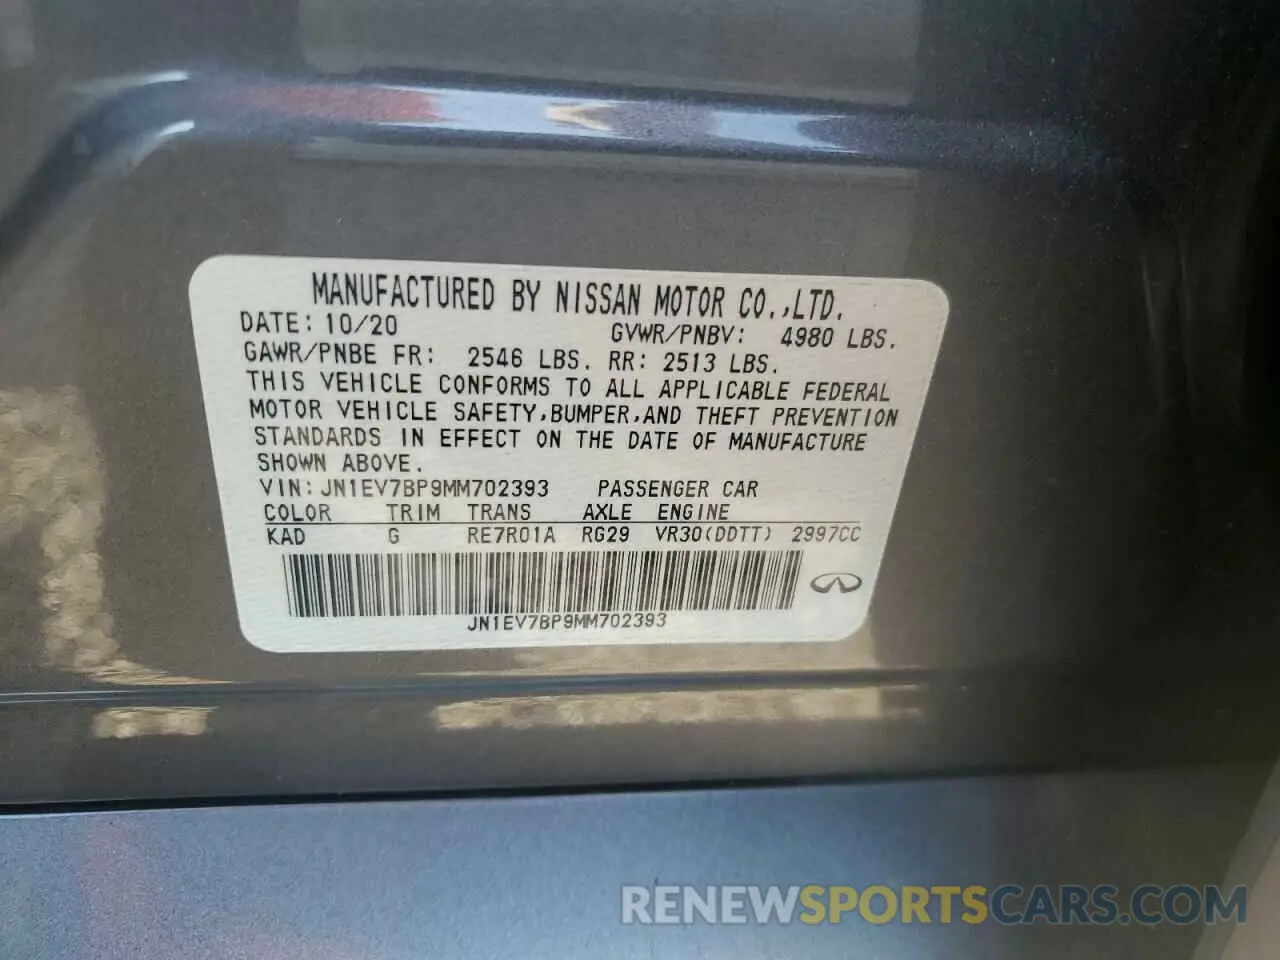 MANUFACTURED BY NISSAN MOTOR CO.,LTD.
DATE: 10/20 GVWR/PNBV: 4980 LBS.
GAWR/PNBE FR: 2546 LBS. RR: 2513 LBS.
THIS VEHICLE CONFORMS TO ALL APPLICABLE FEDERAL
MOTOR VEHICLE SAFETY,BUMPER,AND THEFT PREVENTION
STANDARDS IN EFFECT ON THE DATE OF MANUFACTURE
SHOWN ABOVE.
VIN:JN1EV7BP9MM702393 PASSENGER CAR
COLOR TRIM TRANS AXLE ENGINE
KAD G RE7R01A RG29 VR30(DDTT) 2997CC
JN1EV7BP9MM702393
RENEWSPORTSCARS.COM